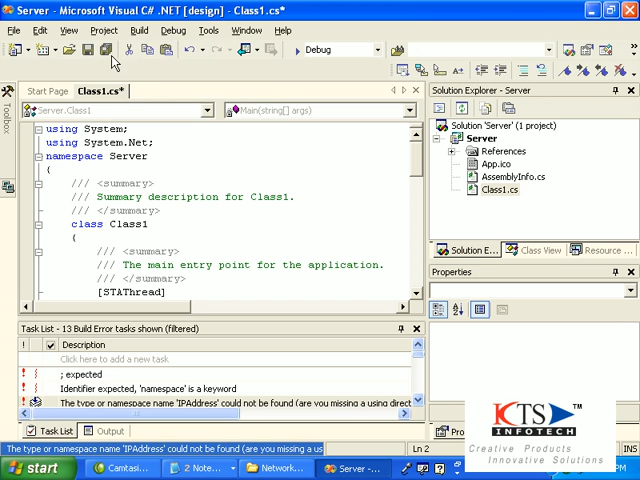 Server - Microsoft Visual C# .NET [design] - Class1.cs*
File Edit View Project Build Debug Tools Window Help
Debug
Start Page Class1.cs*
Server.Class1 Main(string[] args)
using System;
using System.Net;
namespace Server
{
/// <summary>
/// Summary description for Class1.
/// </summary>
class Class1
{
/// <summary>
/// The main entry point for the application.
/// </summary>
[STAThread]
Toolbox
Solution Explorer - Server
Solution 'Server' (1 project)
Server
References
App.ico
AssemblyInfo.cs
Class1.cs
Solution E... Class View Resource ...
Properties
Task List - 13 Build Error tasks shown (filtered)
! Description
Click here to add a new task
; expected
Identifier expected, 'namespace' is a keyword
The type or namespace name 'IPAddress' could not be found (are you missing a using direct
Task List Output
The type or namespace name 'IPAddress' could not be found (are you missing a us
Ln 2
INS
KTS
INFOTECH
Creative Products
Innovative Solutions
start Camtasi... 2 Note... Network... Server -...
PM